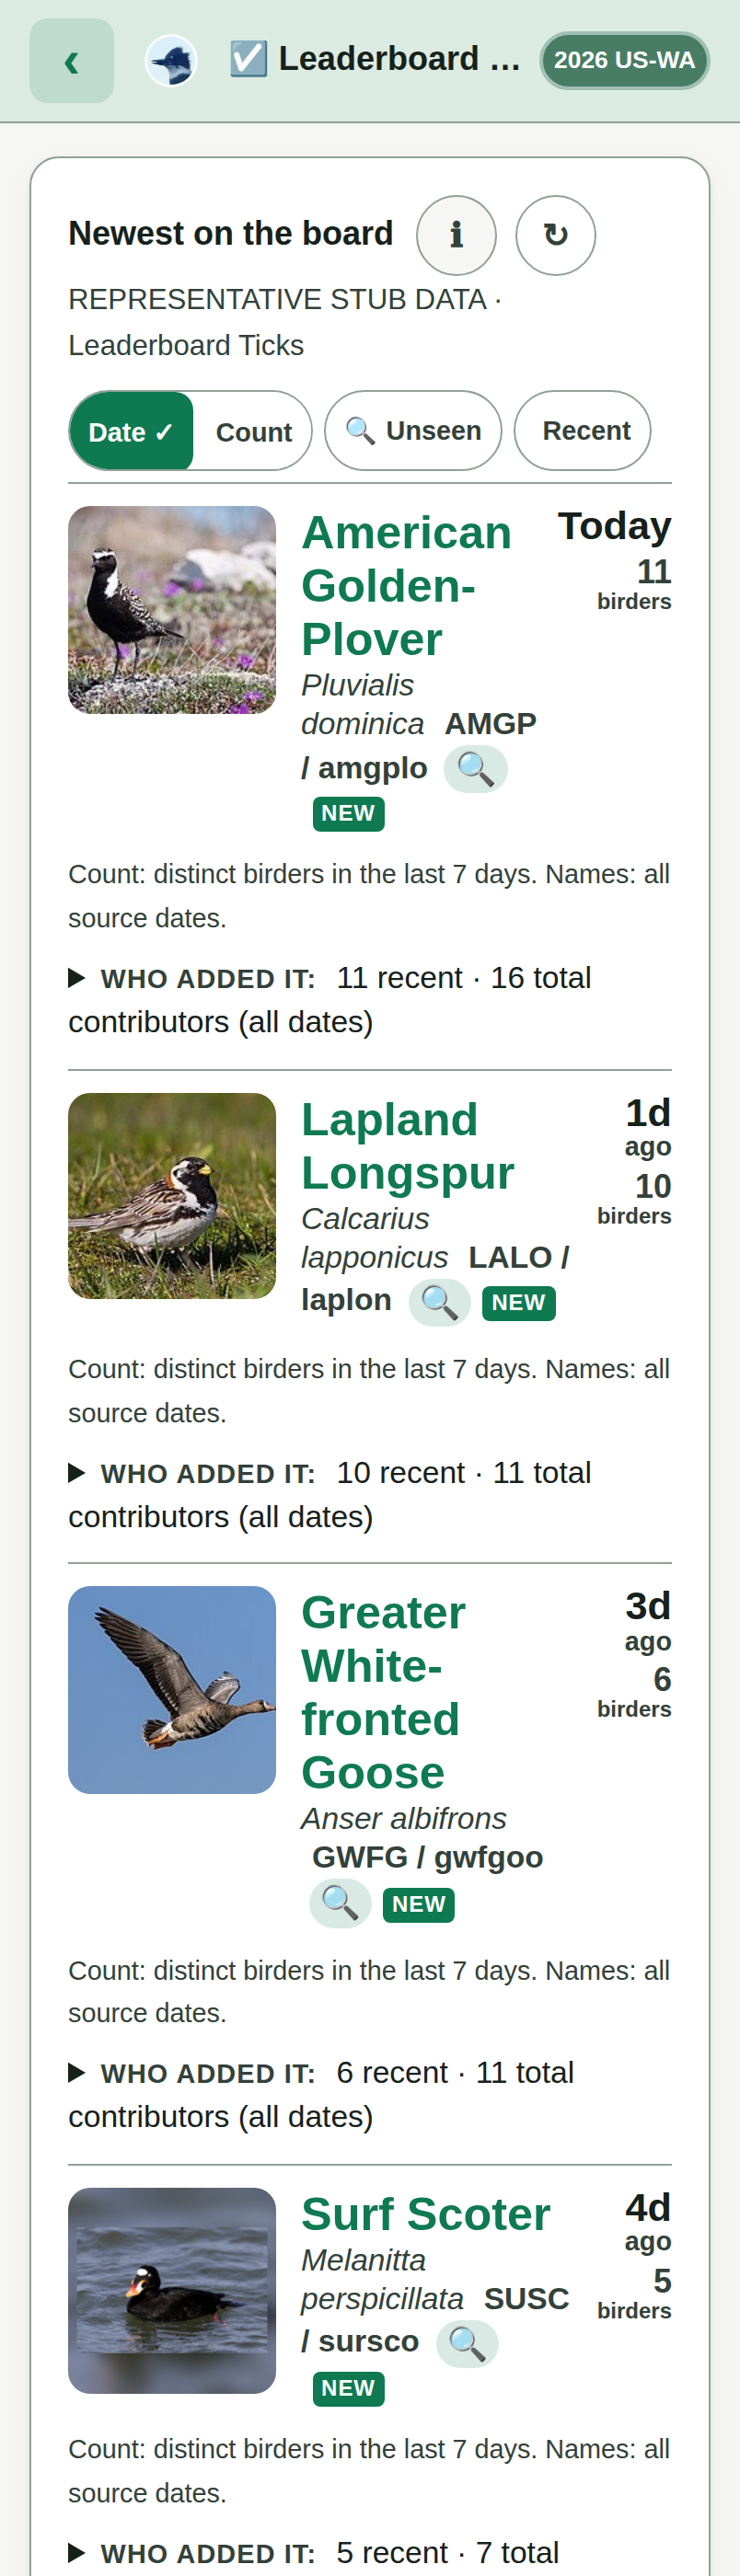 ‹ ☑ Leaderboard … 2026 US-WA
Newest on the board ℹ ↻
REPRESENTATIVE STUB DATA ·
Leaderboard Ticks
Date ✓ Count 🔍 Unseen Recent
American Today
Golden- 11
Plover birders
Pluvialis
dominica AMGP
/ amgplo 🔍
NEW
Count: distinct birders in the last 7 days. Names: all
source dates.
▶ WHO ADDED IT: 11 recent · 16 total
contributors (all dates)
Lapland 1d
Longspur ago
Calcarius 10
lapponicus LALO / birders
laplon 🔍 NEW
Count: distinct birders in the last 7 days. Names: all
source dates.
▶ WHO ADDED IT: 10 recent · 11 total
contributors (all dates)
Greater 3d
White- ago
fronted 6
Goose birders
Anser albifrons
GWFG / gwfgoo
🔍 NEW
Count: distinct birders in the last 7 days. Names: all
source dates.
▶ WHO ADDED IT: 6 recent · 11 total
contributors (all dates)
Surf Scoter 4d
Melanitta ago
perspicillata SUSC 5
/ sursco 🔍 birders
NEW
Count: distinct birders in the last 7 days. Names: all
source dates.
▶ WHO ADDED IT: 5 recent · 7 total